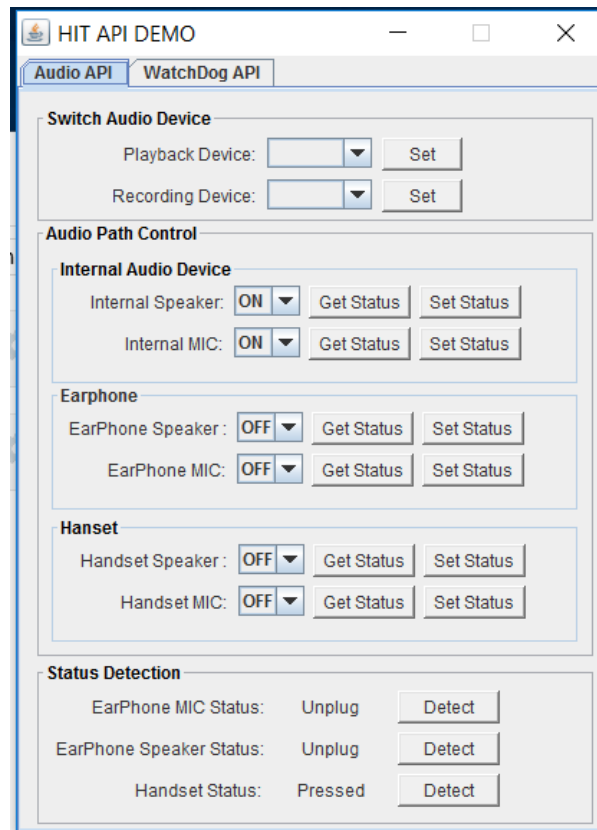 HIT API DEMO
Audio API WatchDog API
Switch Audio Device
Playback Device: Set
Recording Device: Set
Audio Path Control
Internal Audio Device
Internal Speaker: ON Get Status Set Status
Internal MIC: ON Get Status Set Status
Earphone
EarPhone Speaker : OFF Get Status Set Status
EarPhone MIC: OFF Get Status Set Status
Hanset
Handset Speaker : OFF Get Status Set Status
Handset MIC: OFF Get Status Set Status
Status Detection
EarPhone MIC Status: Unplug Detect
EarPhone Speaker Status: Unplug Detect
Handset Status: Pressed Detect